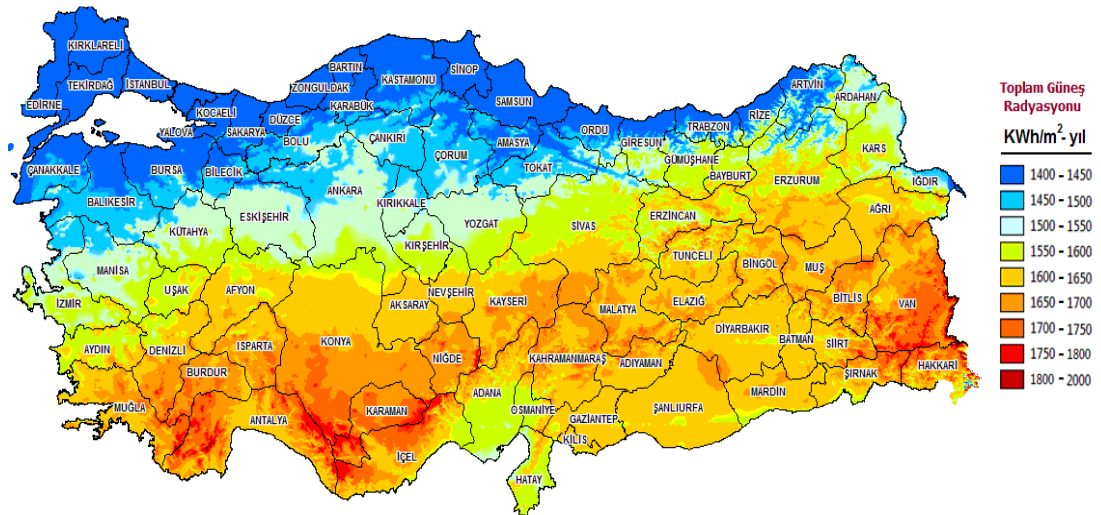 KIRKLARELİ
TEKİRDAĞ
İSTANBUL
EDİRNE
KOCAELİ
YALOVA
SAKARYA
DÜZCE
ZONGULDAK
BARTIN
KARABÜK
KASTAMONU
SİNOP
SAMSUN
BOLU
ÇANKIRI
ÇORUM
AMASYA
ORDU
TOKAT
GİRESUN
TRABZON
RİZE
ARTVİN
ARDAHAN
KARS
GÜMÜŞHANE
BAYBURT
ERZURUM
IĞDIR
AĞRI
ÇANAKKALE
BURSA
BİLECİK
BALIKESİR
KÜTAHYA
ESKİŞEHİR
ANKARA
KIRIKKALE
YOZGAT
KIRŞEHİR
SİVAS
ERZİNCAN
TUNCELİ
BİNGÖL
MUŞ
BİTLİS
VAN
MANİSA
İZMİR
UŞAK
AFYON
AKSARAY
NEVŞEHİR
KAYSERİ
MALATYA
ELAZIĞ
DİYARBAKIR
BATMAN
SİİRT
AYDIN
DENİZLİ
ISPARTA
BURDUR
KONYA
NİĞDE
KAHRAMANMARAŞ
ADIYAMAN
MARDİN
ŞIRNAK
HAKKARİ
MUĞLA
ANTALYA
KARAMAN
İÇEL
ADANA
OSMANİYE
GAZİANTEP
KİLİS
ŞANLIURFA
HATAY
Toplam Güneş
Radyasyonu
KWh/m²- yıl
1400 - 1450
1450 - 1500
1500 - 1550
1550 - 1600
1600 - 1650
1650 - 1700
1700 - 1750
1750 - 1800
1800 - 2000